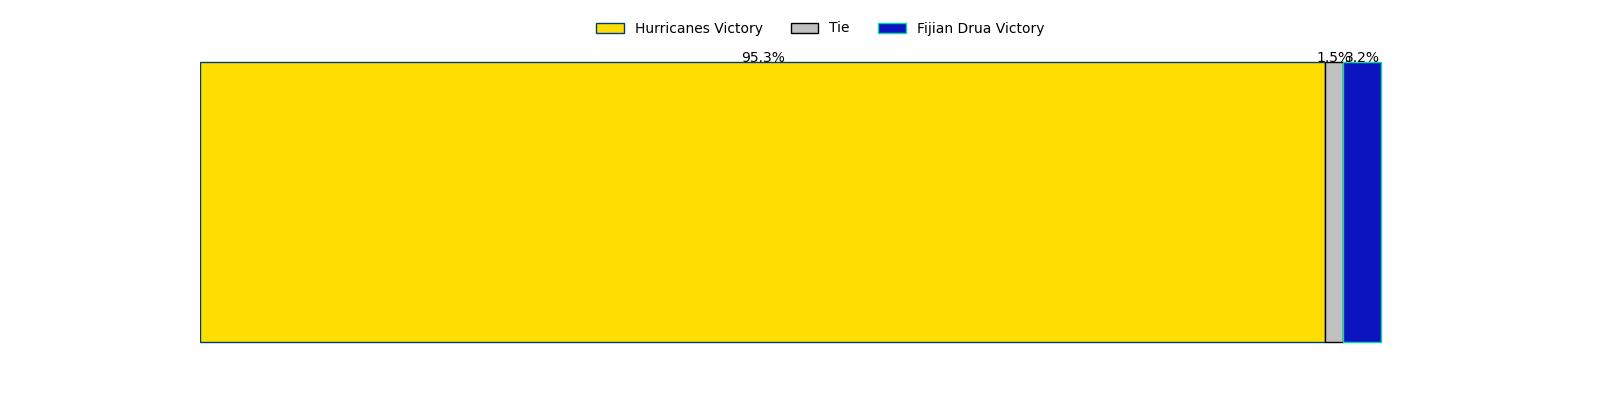 Hurricanes Victory Tie Fijian Drua Victory
95.3% 1.5% 3.2%